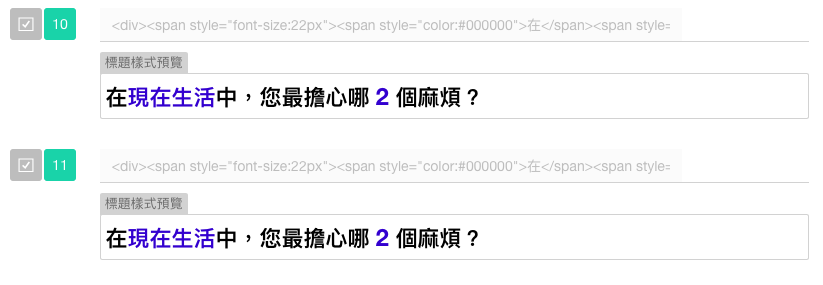 10
<div><span style="font-size:22px"><span style="color:#000000">在</span><span style=
標題樣式預覽
在現在生活中，您最擔心哪 2 個麻煩？
11
<div><span style="font-size:22px"><span style="color:#000000">在</span><span style=
標題樣式預覽
在現在生活中，您最擔心哪 2 個麻煩？